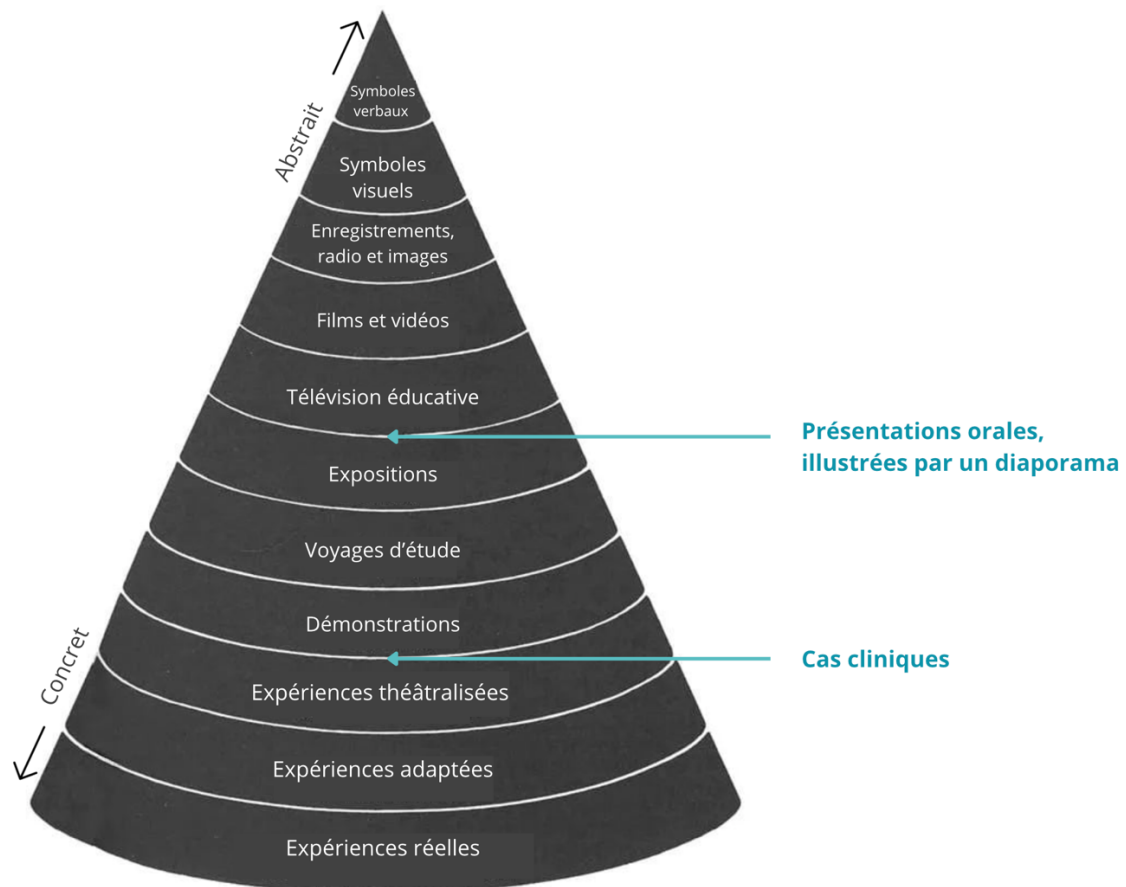 Abstrait
Symboles
verbaux
Symboles
visuels
Enregistrements,
radio et images
Films et vidéos
Télévision éducative
Présentations orales,
illustrées par un diaporama
Expositions
Voyages d’étude
Démonstrations
Cas cliniques
Concret
Expériences théâtralisées
Expériences adaptées
Expériences réelles